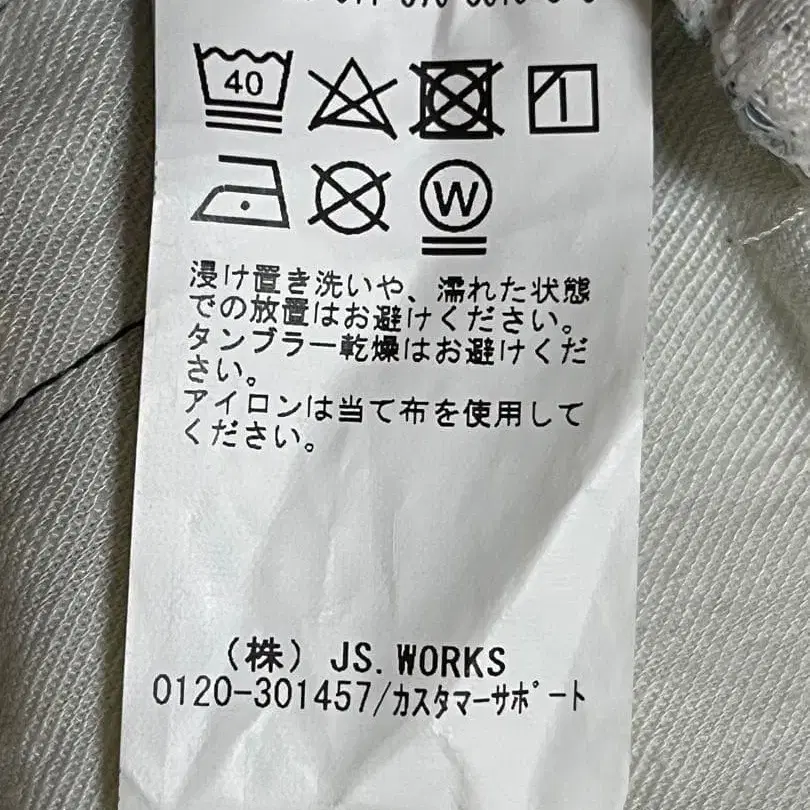 40
W
浸け置き洗いや、濡れた状態
での放置はお避けください。
タンブラー乾燥はお避けくだ
さい。
アイロンは当て布を使用して
ください。
(株) JS.WORKS
0120-301457/カスタマーサポート